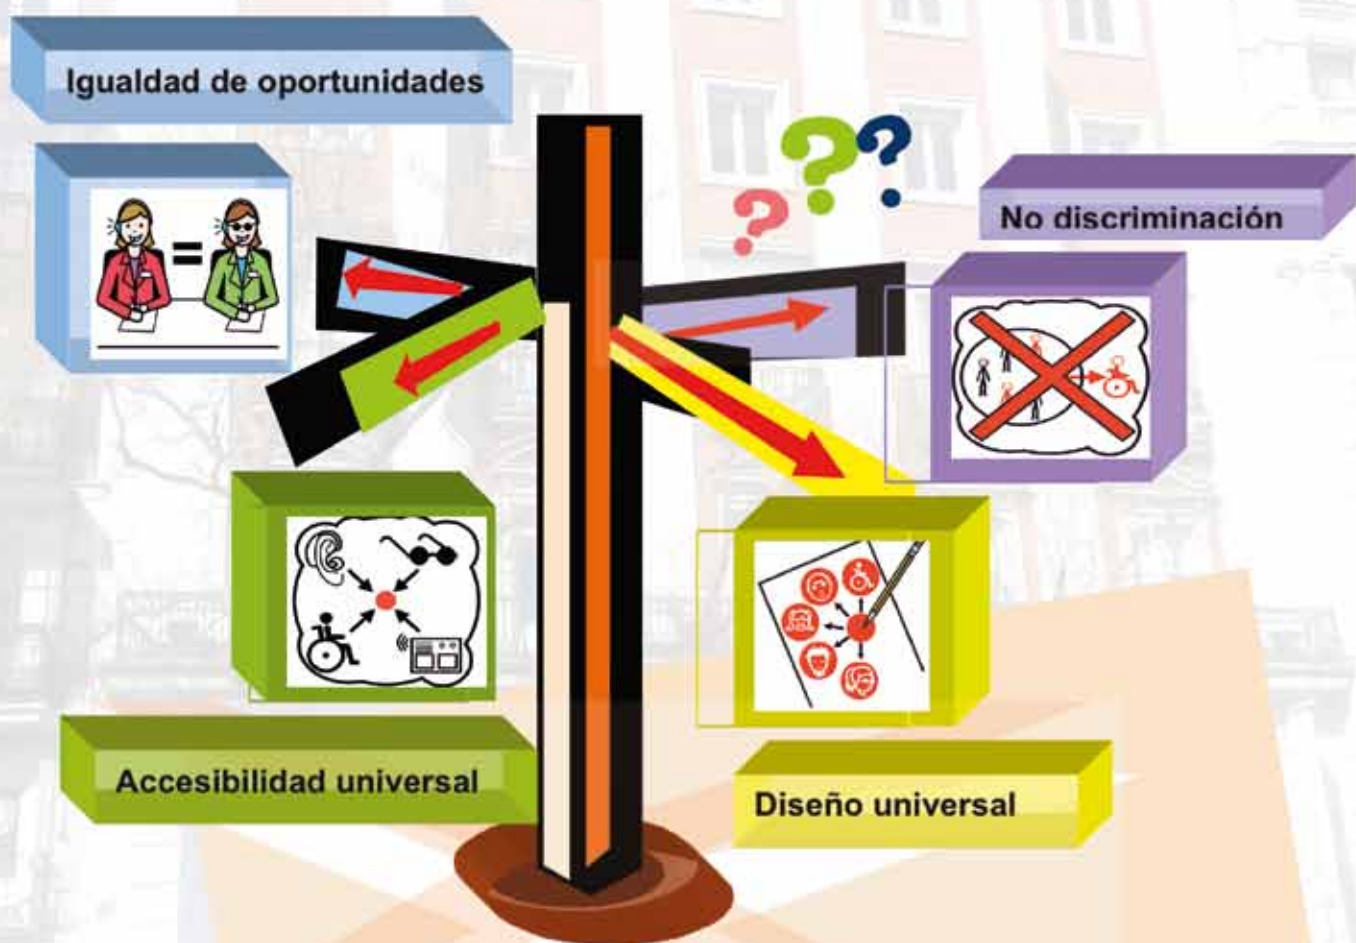 Igualdad de oportunidades
? ? ?
No discriminación
=
Accesibilidad universal
Diseño universal